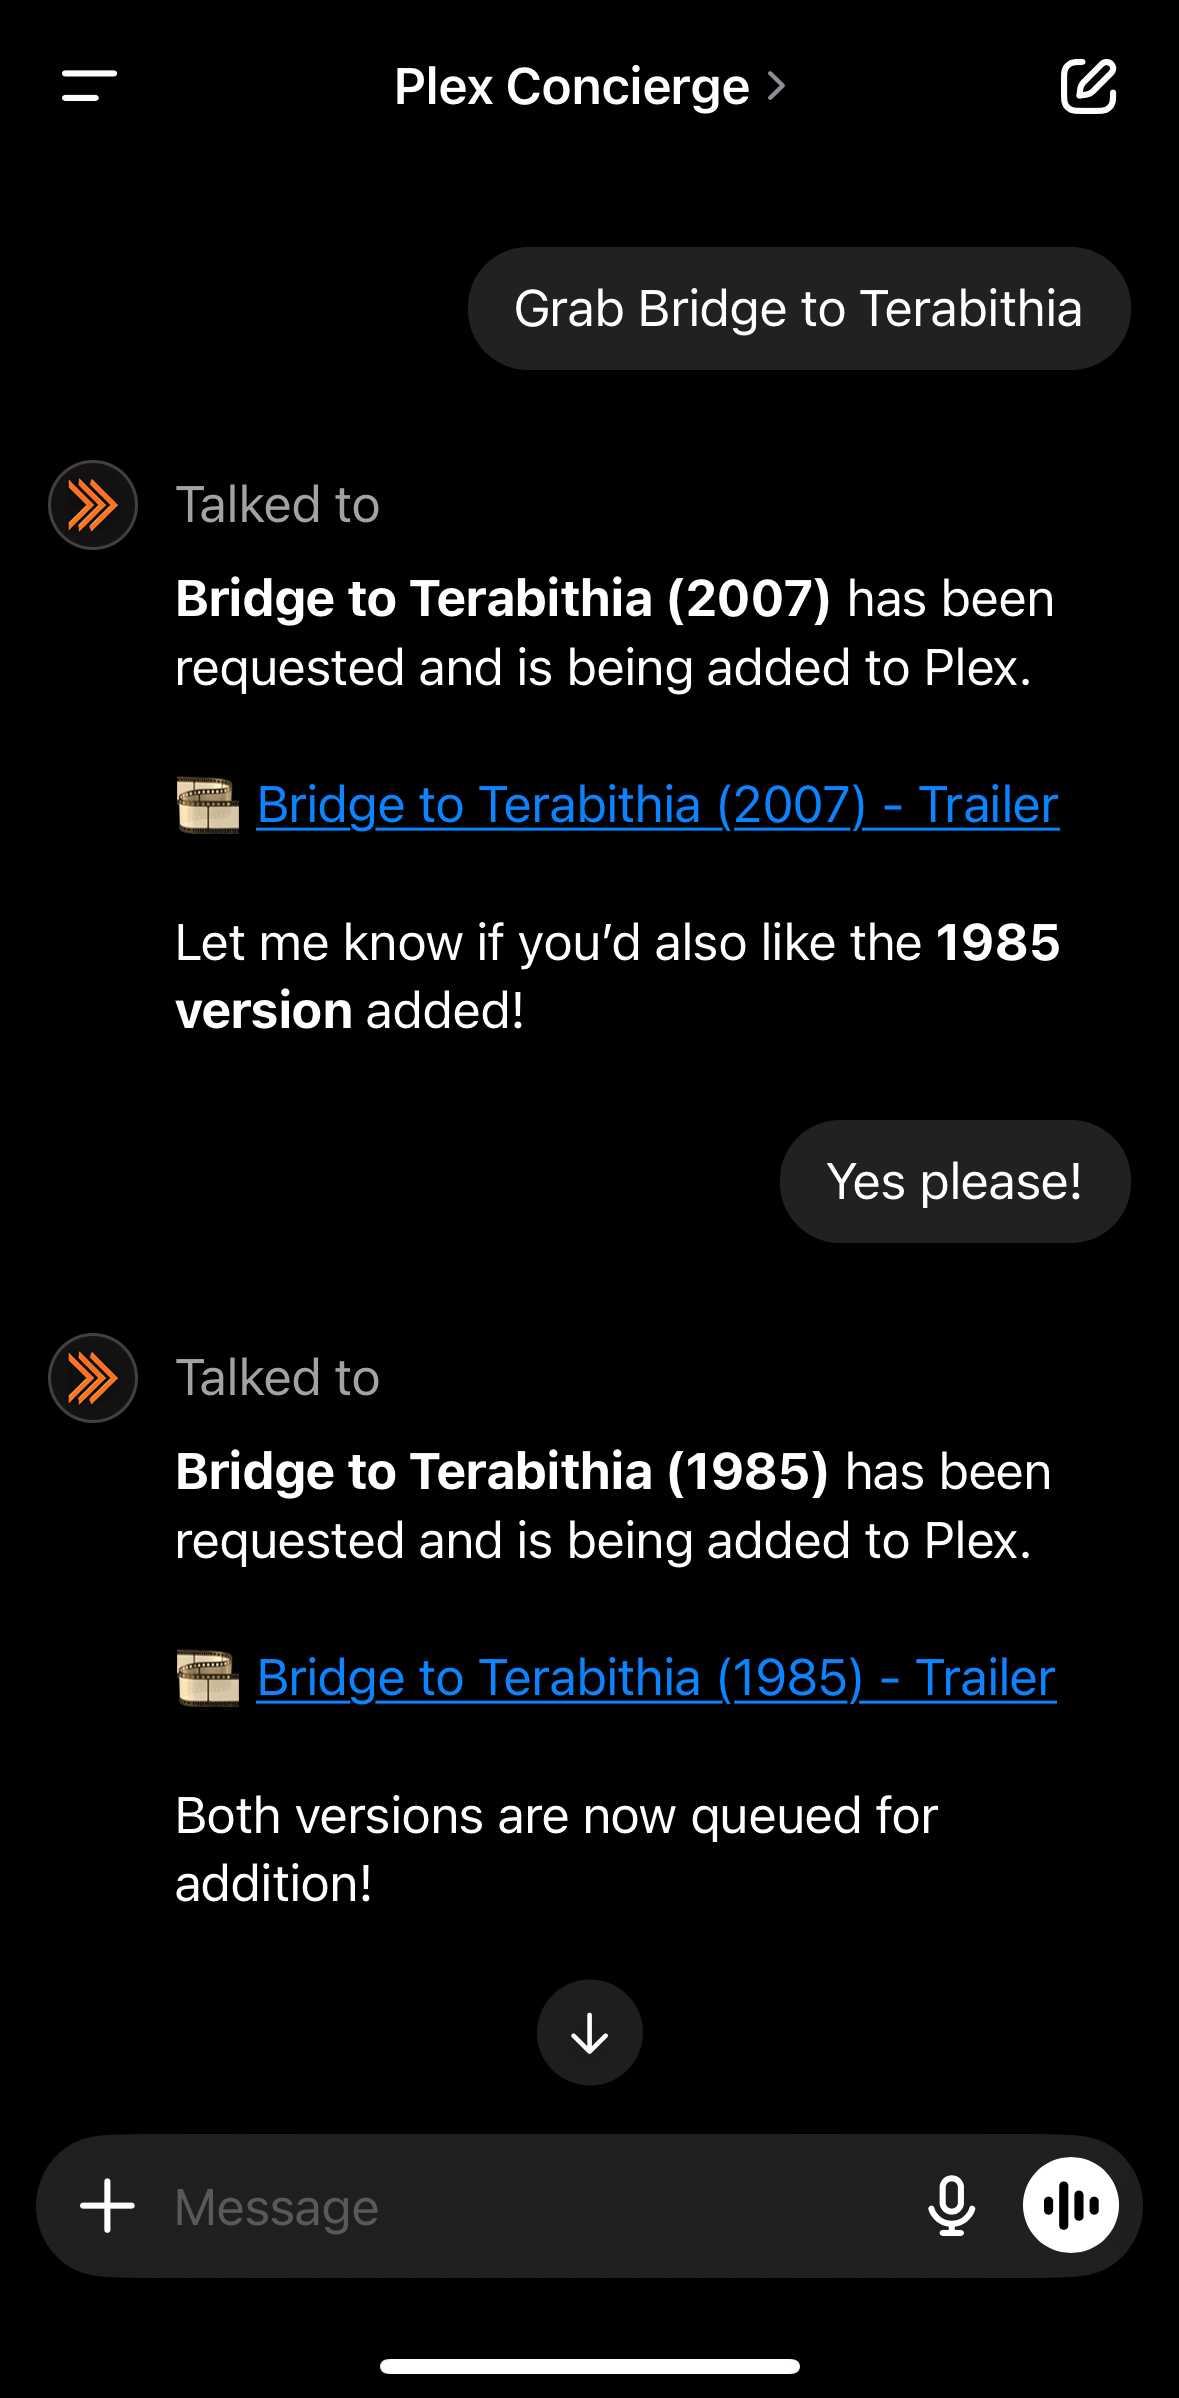 Plex Concierge
Grab Bridge to Terabithia
Talked to
Bridge to Terabithia (2007) has been
requested and is being added to Plex.
Bridge to Terabithia (2007) - Trailer
Let me know if you’d also like the 1985
version added!
Yes please!
Talked to
Bridge to Terabithia (1985) has been
requested and is being added to Plex.
Bridge to Terabithia (1985) - Trailer
Both versions are now queued for
addition!
Message